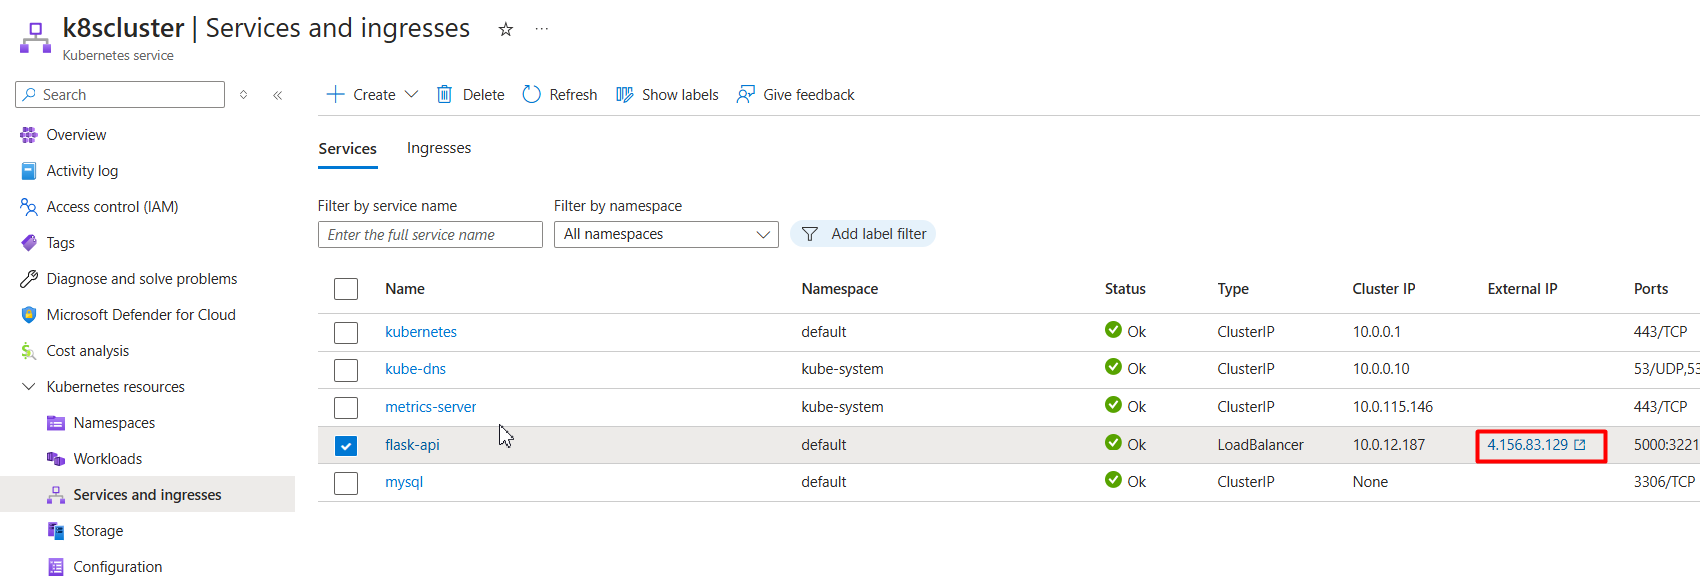 k8scluster | Services and ingresses
Kubernetes service
Search
Create Delete Refresh Show labels Give feedback
Overview
Activity log
Access control (IAM)
Tags
Diagnose and solve problems
Microsoft Defender for Cloud
Cost analysis
Kubernetes resources
Namespaces
Workloads
Services and ingresses
Storage
Configuration
Services Ingresses
Filter by service name Filter by namespace
Enter the full service name All namespaces Add label filter
Name Namespace Status Type Cluster IP External IP Ports
kubernetes default Ok ClusterIP 10.0.0.1 443/TCP
kube-dns kube-system Ok ClusterIP 10.0.0.10 53/UDP,53
metrics-server kube-system Ok ClusterIP 10.0.115.146 443/TCP
flask-api default Ok LoadBalancer 10.0.12.187 4.156.83.129 5000:3221
mysql default Ok ClusterIP None 3306/TCP